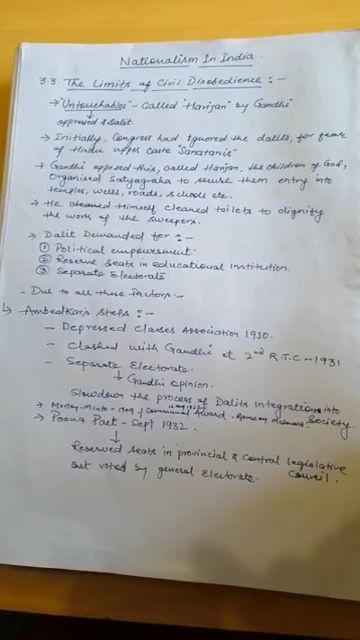 Nationalism In India
3.3. The Limits of Civil Disobedience :-
→ "Untouchables" - Called "Harijan" by Gandhi
↓
oppressed & Dalit.
→ Initially, Congress had ignored the dalits, for fear
of Hindu upper caste "Sanatanis"
→ Gandhi opposed this, called Harijan, the children of God,
Organised Satyagraha to secure them entry into
temples, wells, roads, schools etc.
→ He cleaned Himself cleaned toilets to dignity
the work of the sweepers.
→ Dalit Demanded for :-
① Political empowerment.
② Reserve Seats in educational Institution.
③ Separate Electorate
- Due to all these factors :-
↳ Ambedkar's steps :-
- Depressed Classes Association 1930.
- Clashed with Gandhi at 2nd R.T.C - 1931
- Separate Electorate.
↓ Gandhi opinion.
Slowdown the process of Dalits integration into
Society.
→ Morley-Minto - 1909 / Communal Award -
→ Poona Pact - Sept 1932.
↓
Reserved Seats in provincial & central legislative
Council.
but voted by general Electorate.